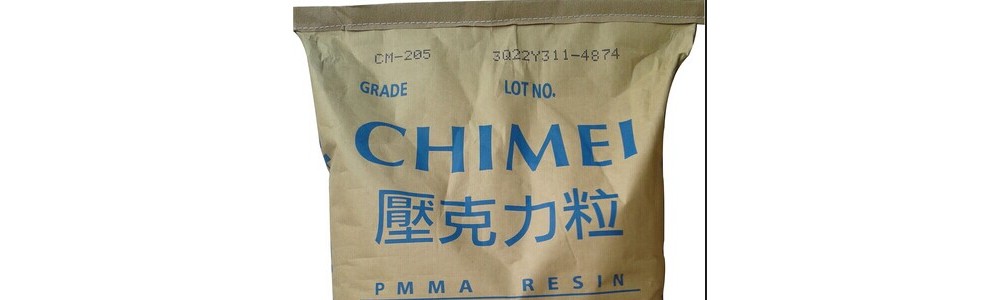 CM-205 3Q22Y311-4874
GRADE LOT NO.
CHIMEI
壓克力粒
PMMA RESIN